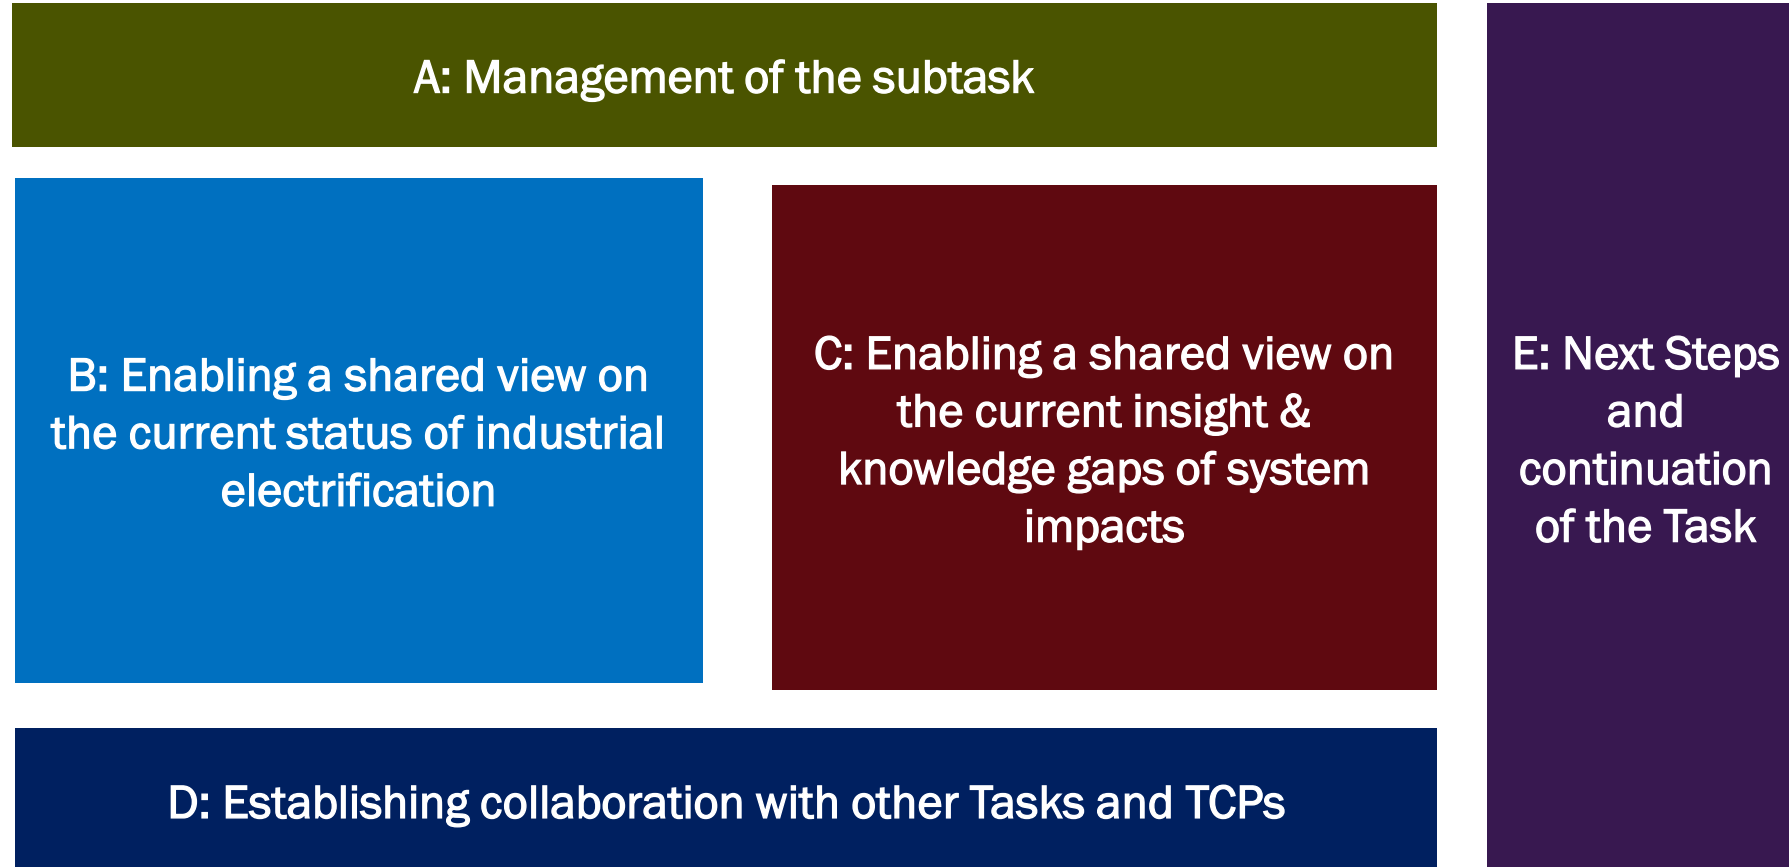 A: Management of the subtask
B: Enabling a shared view on
the current status of industrial
electrification
C: Enabling a shared view on
the current insight &
knowledge gaps of system
impacts
E: Next Steps
and
continuation
of the Task
D: Establishing collaboration with other Tasks and TCPs